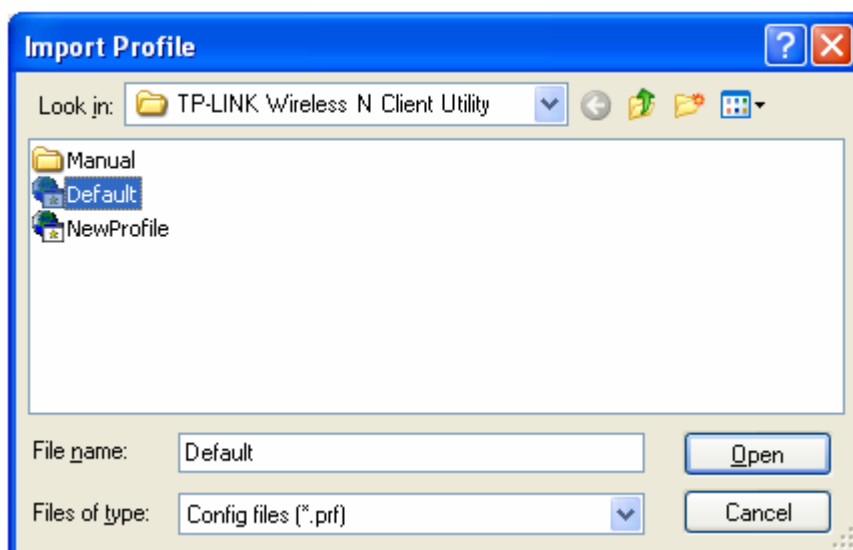 Import Profile
Look in: TP-LINK Wireless N Client Utility
Manual
Default
NewProfile
File name: Default Open
Files of type: Config files (*.prf) Cancel